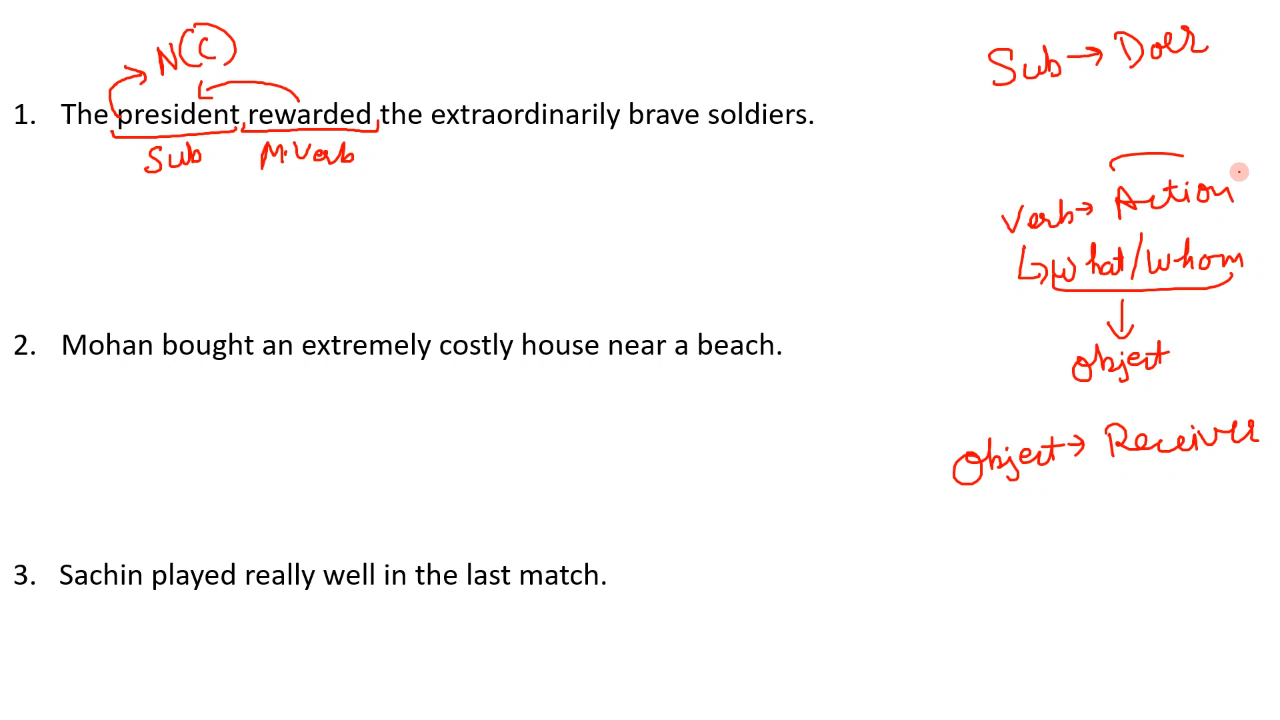 N(C)
Sub → Doer
1. The president rewarded the extraordinarily brave soldiers.
Sub M.Verb
Verb → Action
↳ What/Whom
↓
Object
2. Mohan bought an extremely costly house near a beach.
Object → Receiver
3. Sachin played really well in the last match.